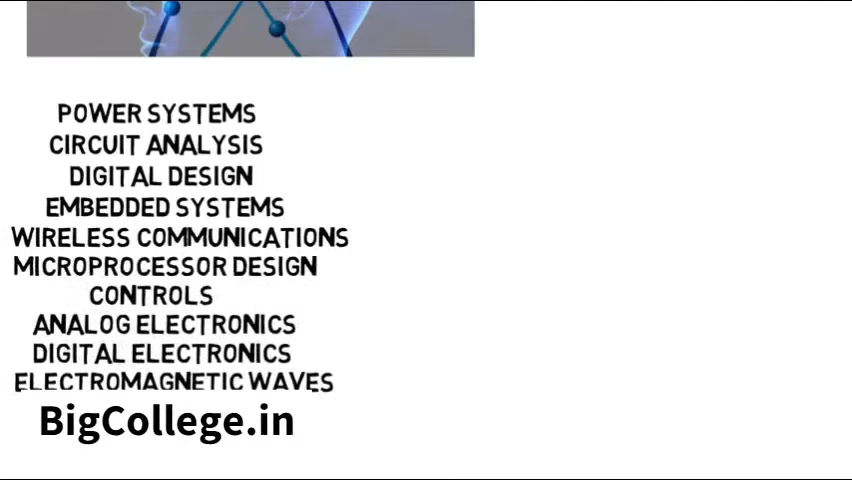 POWER SYSTEMS
CIRCUIT ANALYSIS
DIGITAL DESIGN
EMBEDDED SYSTEMS
WIRELESS COMMUNICATIONS
MICROPROCESSOR DESIGN
CONTROLS
ANALOG ELECTRONICS
DIGITAL ELECTRONICS
ELECTROMAGNETIC WAVES
BigCollege.in